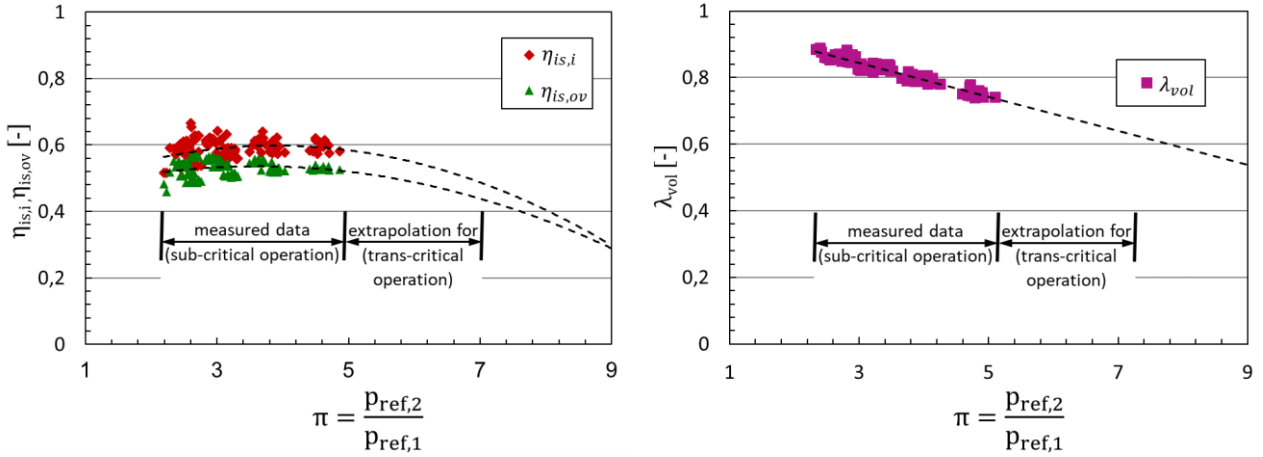 1
0,8
0,6
0,4
0,2
0
η_is,i, η_is,ov [-]
η_is,i
η_is,ov
measured data
(sub-critical operation)
extrapolation for
(trans-critical
operation)
1 3 5 7 9
π = p_ref,2 / p_ref,1
1
0,8
0,6
0,4
0,2
0
λ_vol [-]
λ_vol
measured data
(sub-critical operation)
extrapolation for
(trans-critical
operation)
1 3 5 7 9
π = p_ref,2 / p_ref,1